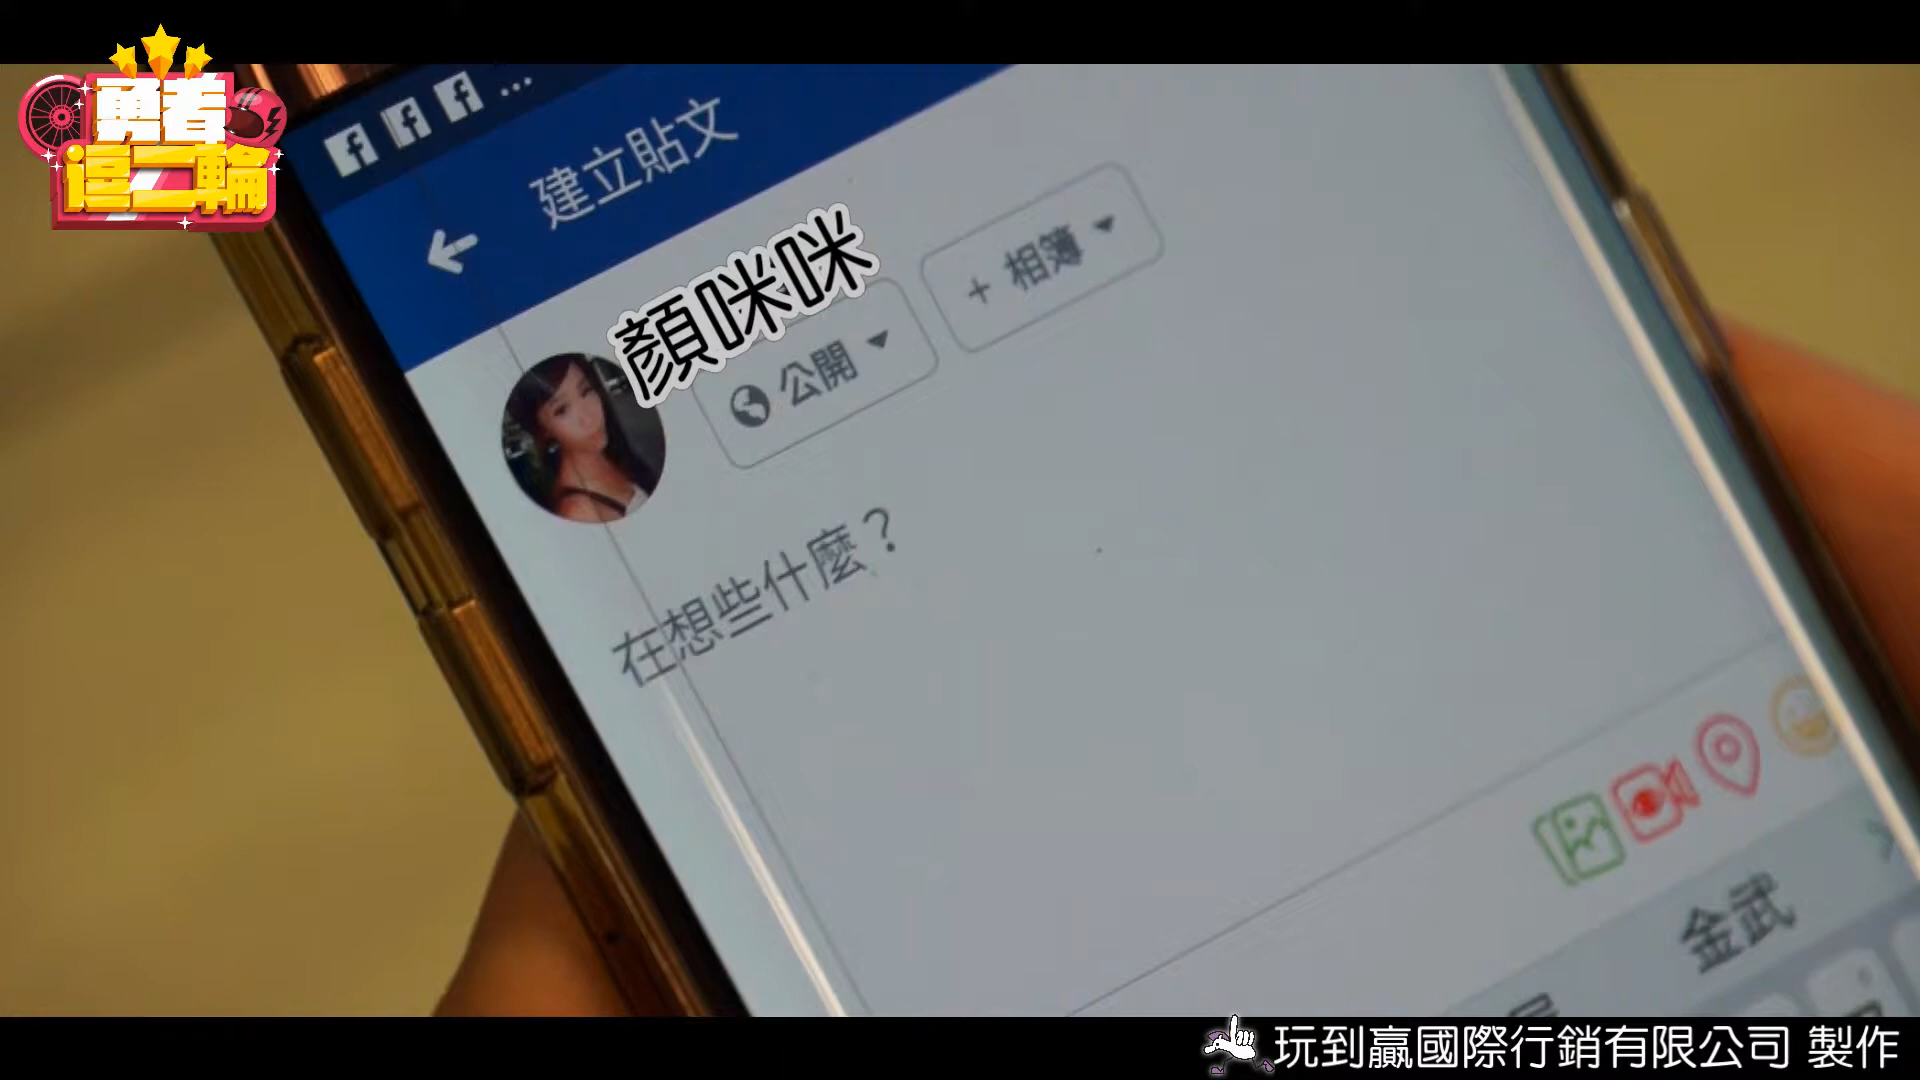 勇者
這二輪
建立貼文
顏咪咪
公開
+ 相簿
在想些什麼？
金武
玩到贏國際行銷有限公司 製作